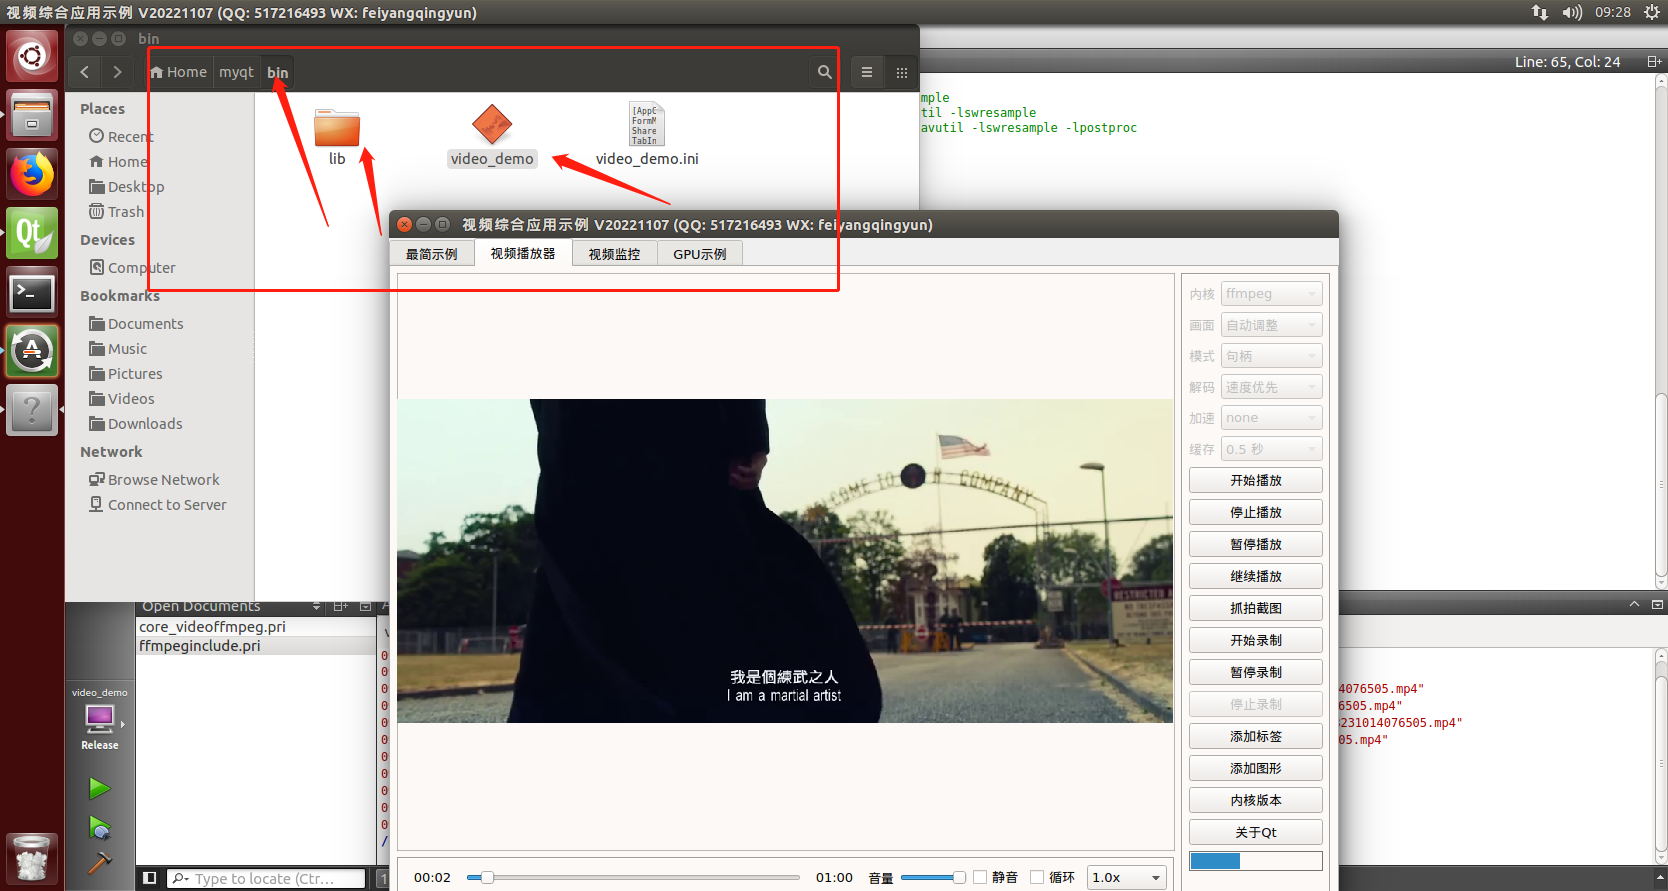 视频综合应用示例 V20221107 (QQ: 517216493 WX: feiyangqingyun)
09:28
bin
Home
myqt
bin
Line: 65, Col: 24
Places
Recent
Home
Desktop
Trash
Devices
Computer
Bookmarks
Documents
Music
Pictures
Videos
Downloads
Network
Browse Network
Connect to Server
lib
video_demo
video_demo.ini
[App
FormM
Share
TabIn
mple
til -lswresample
avutil -lswresample -lpostproc
视频综合应用示例 V20221107 (QQ: 517216493 WX: feiyangqingyun)
最简示例
视频播放器
视频监控
GPU示例
内核 ffmpeg
画面 自动调整
模式 句柄
解码 速度优先
加速 none
缓存 0.5 秒
开始播放
停止播放
暂停播放
继续播放
抓拍截图
开始录制
暂停录制
停止录制
添加标签
添加图形
内核版本
关于Qt
COMPANY
RESTRICTED
我是個練武之人
I am a martial artist
00:02
01:00
音量
静音
循环
1.0x
Open Documents
core_videoffmpeg.pri
ffmpeginclude.pri
video_demo
Release
4076505.mp4"
6505.mp4"
231014076505.mp4"
05.mp4"
Type to locate (Ctr...
1